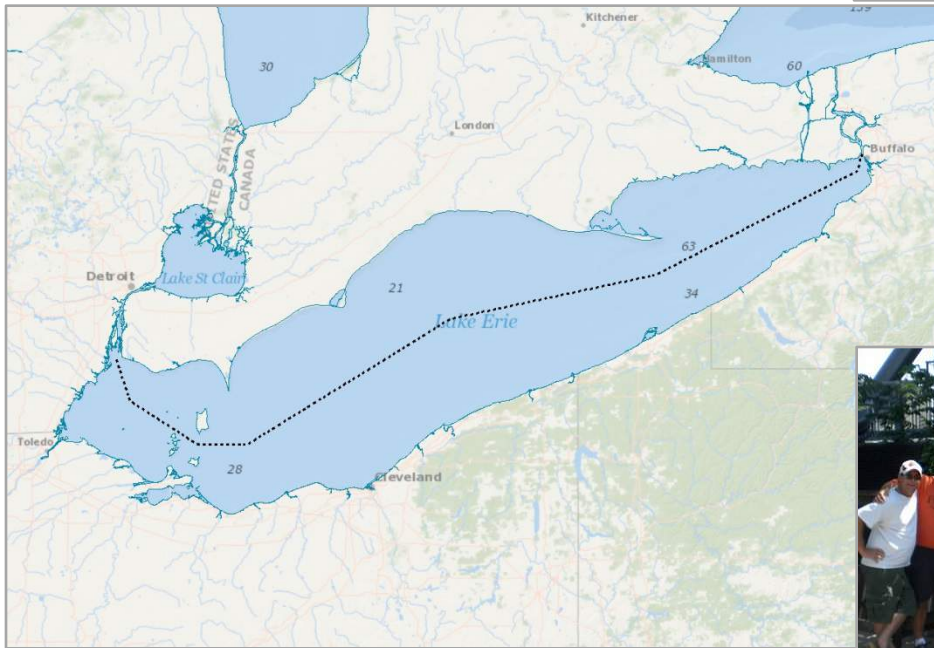 Kitchener
30
Hamilton
60
London
UNITED STATES
CANADA
Buffalo
63
Detroit
Lake St Clair
21
34
Lake Erie
Toledo
28
Cleveland